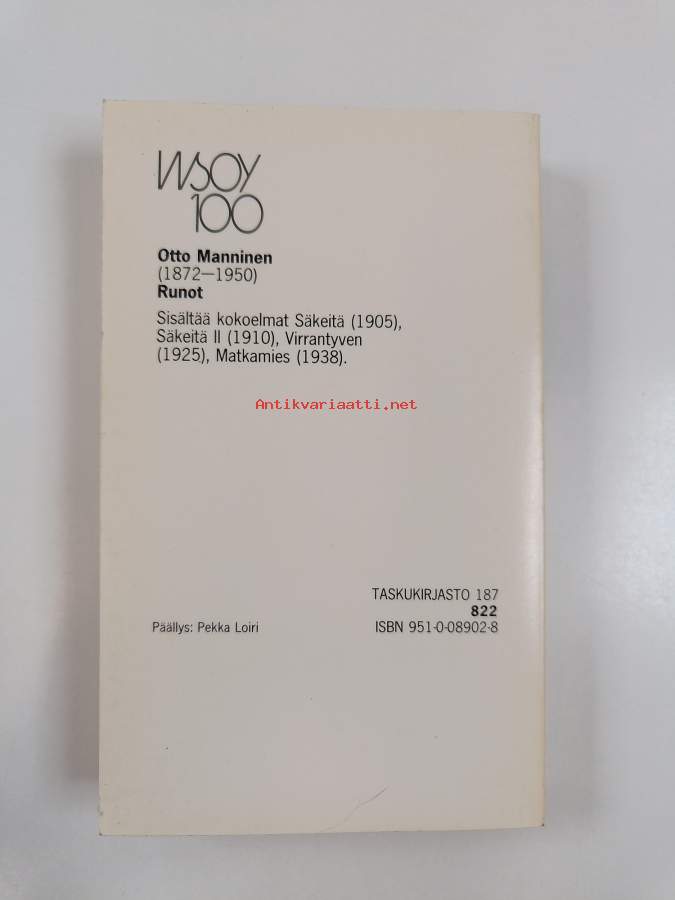 WSOY
100
Otto Manninen
(1872—1950)
Runot
Sisältää kokoelmat Säkeitä (1905),
Säkeitä II (1910), Virrantyven
(1925), Matkamies (1938).
Antikvariaatti.net
TASKUKIRJASTO 187
822
Päällys: Pekka Loiri
ISBN 951-0-08902-8